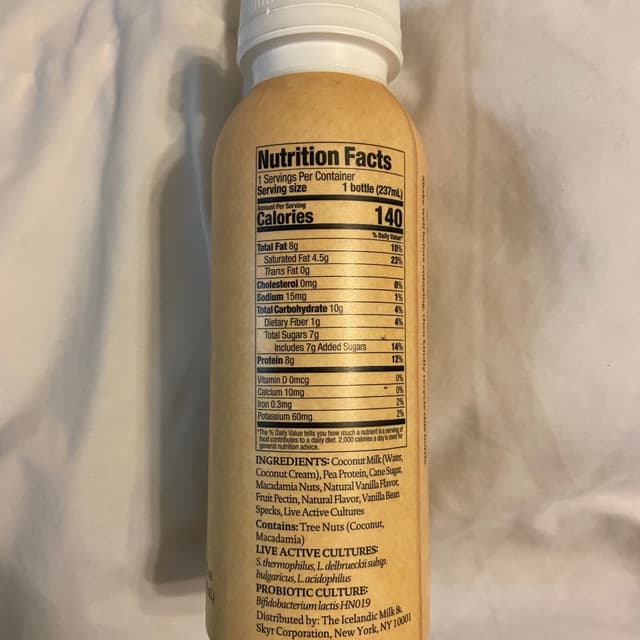 Nutrition Facts
1 Servings Per Container
Serving size 1 bottle (237mL)
Amount Per Serving
Calories 140
% Daily Value*
Total Fat 8g 10%
Saturated Fat 4.5g 23%
Trans Fat 0g
Cholesterol 0mg 0%
Sodium 15mg 1%
Total Carbohydrate 10g 4%
Dietary Fiber 1g 4%
Total Sugars 7g
Includes 7g Added Sugars 14%
Protein 8g 12%
Vitamin D 0mcg 0%
Calcium 10mg 0%
Iron 0.3mg 2%
Potassium 60mg 2%
*The % Daily Value tells you how much a nutrient in a serving of
food contributes to a daily diet. 2,000 calories a day is used for
general nutrition advice.
INGREDIENTS: Coconut Milk (Water,
Coconut Cream), Pea Protein, Cane Sugar,
Macadamia Nuts, Natural Vanilla Flavor,
Fruit Pectin, Natural Flavor, Vanilla Bean
Specks, Live Active Cultures
Contains: Tree Nuts (Coconut,
Macadamia)
LIVE ACTIVE CULTURES:
S. thermophilus, L. delbrueckii subsp.
bulgaricus, L. acidophilus
PROBIOTIC CULTURE:
Bifidobacterium lactis HN019
Distributed by: The Icelandic Milk &
Skyr Corporation, New York, NY 10001